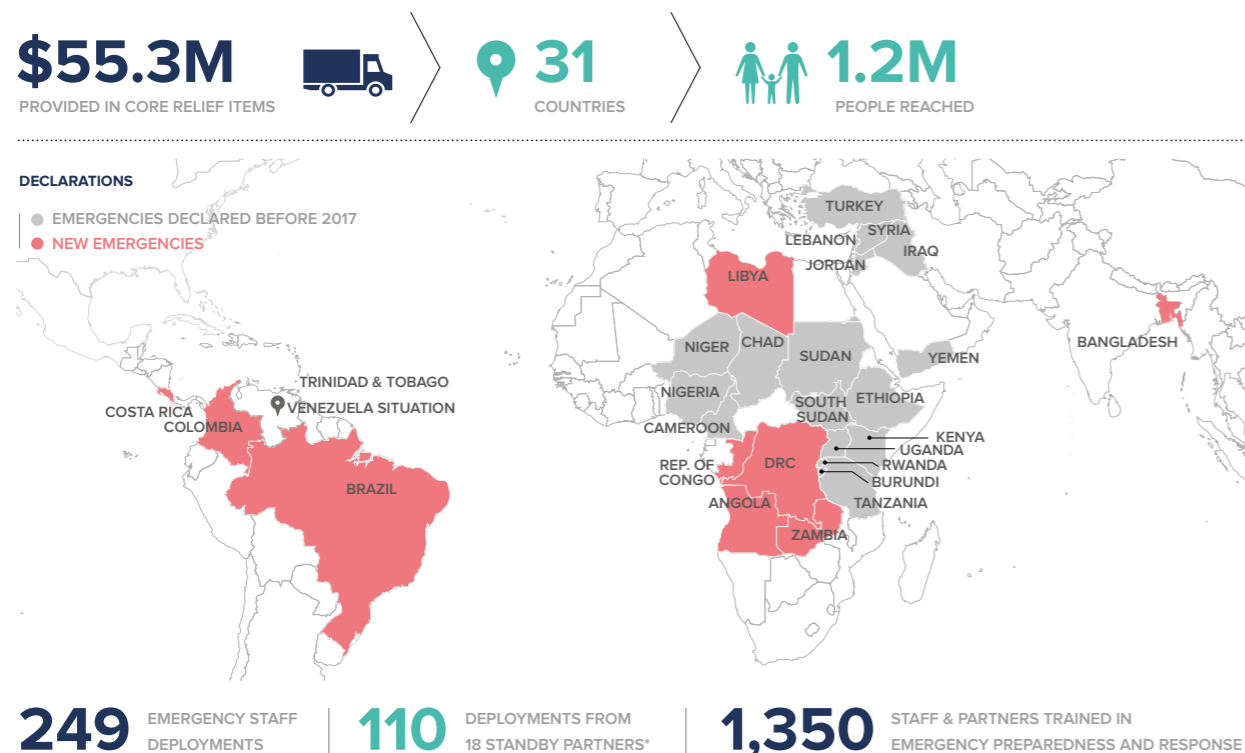 $55.3M
PROVIDED IN CORE RELIEF ITEMS
31
COUNTRIES
1.2M
PEOPLE REACHED
DECLARATIONS
EMERGENCIES DECLARED BEFORE 2017
NEW EMERGENCIES
TURKEY
SYRIA
LEBANON
IRAQ
JORDAN
LIBYA
NIGER
CHAD
SUDAN
YEMEN
BANGLADESH
NIGERIA
ETHIOPIA
SOUTH
SUDAN
CAMEROON
KENYA
UGANDA
RWANDA
BURUNDI
TANZANIA
REP. OF
CONGO
DRC
ANGOLA
ZAMBIA
TRINIDAD & TOBAGO
VENEZUELA SITUATION
COSTA RICA
COLOMBIA
BRAZIL
249
EMERGENCY STAFF
DEPLOYMENTS
110
DEPLOYMENTS FROM
18 STANDBY PARTNERS*
1,350
STAFF & PARTNERS TRAINED IN
EMERGENCY PREPAREDNESS AND RESPONSE